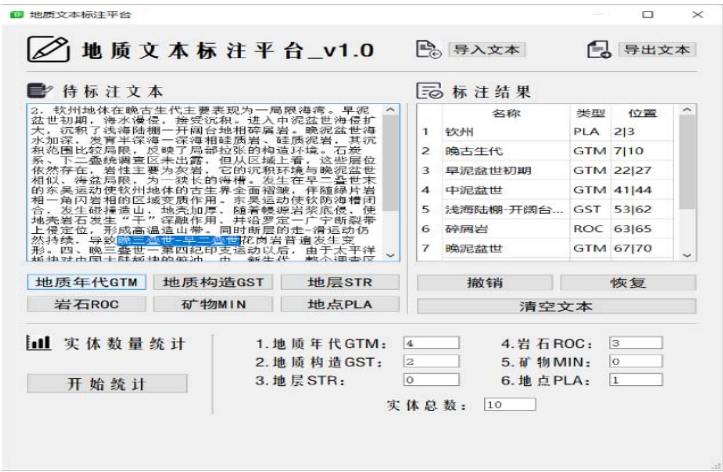 地质文本标注平台
地质文本标注平台_v1.0
导入文本
导出文本
待标注文本
2. 钦州地体在晚古生代主要表现为一局限海湾。早泥
盆世初期，海水漫侵，接受沉积。进入中泥盆世海侵扩
大，沉积了浅海陆棚一开阔台地相碎屑岩。晚泥盆世海
水加深，发育半深海一深海相硅质岩、硅质泥岩，其沉
积范围比较局限，反映了局部拉张的构造环境。石炭
系、下二叠统调查区未出露，但从区域上看，这些层位
依然存在，岩性主要为灰岩，它的沉积环境与晚泥盆世
相似，海盆局限，为一狭长的海槽。发生在早二叠世末
的东吴运动使钦州地体的古生界全面褶皱，伴随绿片岩
相一角闪岩相的区域变质作用。东吴运动使钦防海槽闭
合，发生碰撞造山，地壳加厚，随着幔源岩浆底侵，使
地壳岩石发生“干”深融作用，并沿罗定一广宁断裂带
上侵定位，形成高温造山带。同时断层的走一滑运动仍
然持续，导致晚三叠世-早二叠世花岗岩普遍发生变
形。四、晚三叠世一第四纪印支运动以后，由于太平洋
标注结果
名称 类型 位置
1 钦州 PLA 2|3
2 晚古生代 GTM 7|10
3 早泥盆世初期 GTM 22|27
4 中泥盆世 GTM 41|44
5 浅海陆棚-开阔台... GST 53|62
6 碎屑岩 ROC 63|65
7 晚泥盆世 GTM 67|70
地质年代GTM 地质构造GST 地层STR
岩石ROC 矿物MIN 地点PLA
撤销 恢复
清空文本
实体数量统计
开始统计
1.地质年代GTM： 4
2.地质构造GST： 2
3.地层STR： 0
4.岩石ROC： 3
5.矿物MIN： 0
6.地点PLA： 1
实体总数： 10